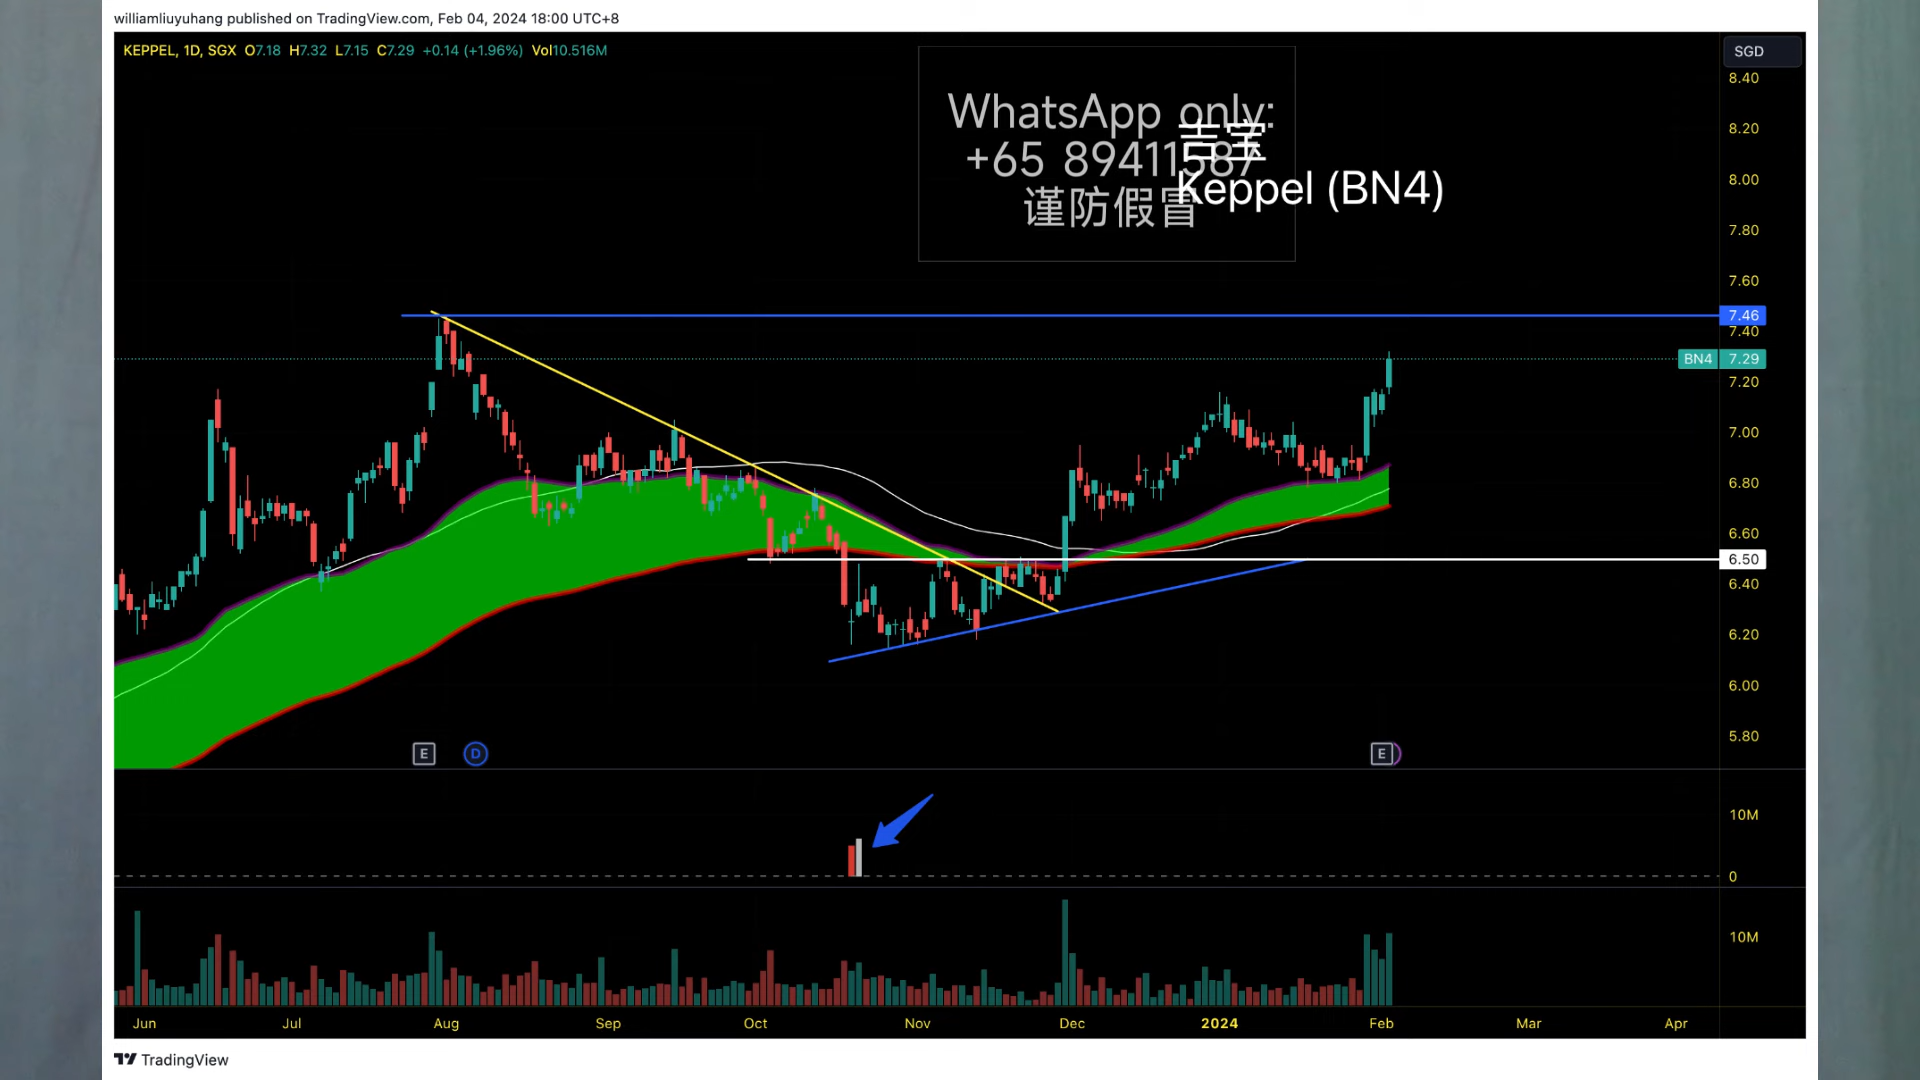 williamliuyuhang published on TradingView.com, Feb 04, 2024 18:00 UTC+8
KEPPEL, 1D, SGX O7.18 H7.32 L7.15 C7.29 +0.14 (+1.96%) Vol10.516M
SGD
WhatsApp only:
+65 89411587
谨防假冒
吉宝
Keppel (BN4)
8.40
8.20
8.00
7.80
7.60
7.46
7.40
BN4 7.29
7.20
7.00
6.80
6.60
6.50
6.40
6.20
6.00
5.80
E D E
10M
0
10M
Jun Jul Aug Sep Oct Nov Dec 2024 Feb Mar Apr
TradingView